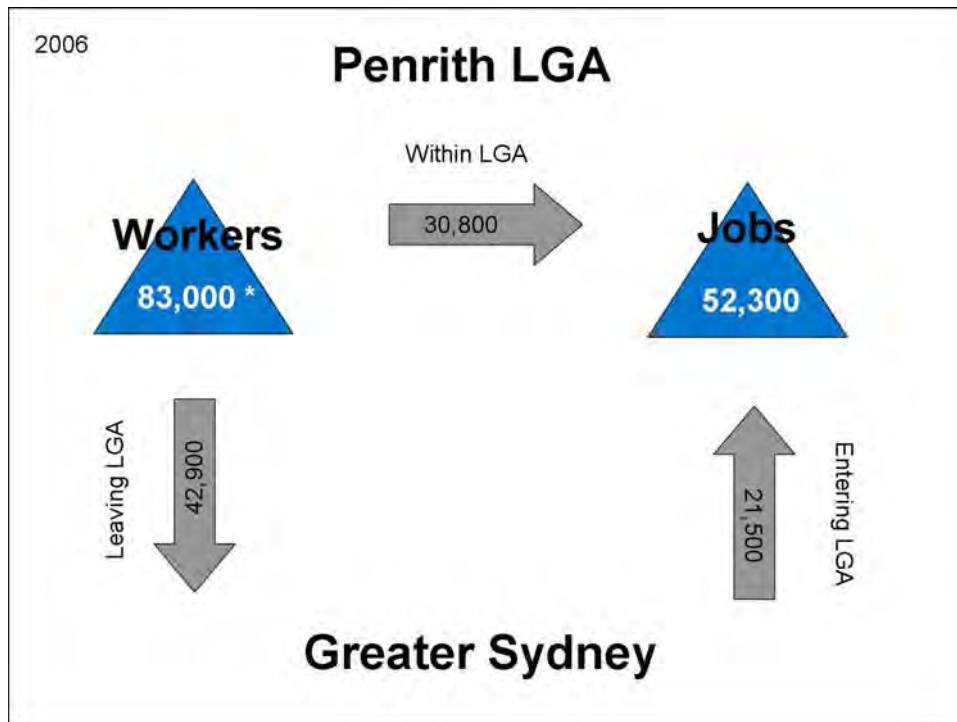 2006
Penrith LGA
Within LGA
30,800
Workers
83,000 *
Jobs
52,300
Leaving LGA
42,900
21,500
Entering LGA
Greater Sydney